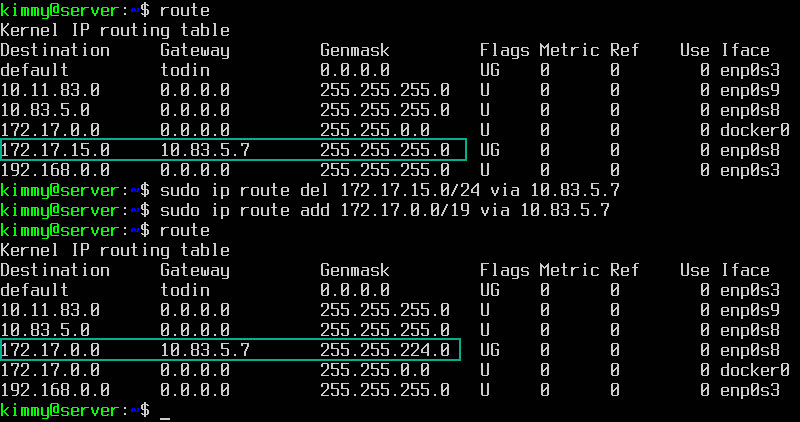 kimmy@server:~$ route
Kernel IP routing table
Destination Gateway Genmask Flags Metric Ref Use Iface
default todin 0.0.0.0 UG 0 0 0 enp0s3
10.11.83.0 0.0.0.0 255.255.255.0 U 0 0 0 enp0s9
10.83.5.0 0.0.0.0 255.255.255.0 U 0 0 0 enp0s8
172.17.0.0 0.0.0.0 255.255.0.0 U 0 0 0 docker0
172.17.15.0 10.83.5.7 255.255.255.0 UG 0 0 0 enp0s8
192.168.0.0 0.0.0.0 255.255.255.0 U 0 0 0 enp0s3
kimmy@server:~$ sudo ip route del 172.17.15.0/24 via 10.83.5.7
kimmy@server:~$ sudo ip route add 172.17.0.0/19 via 10.83.5.7
kimmy@server:~$ route
Kernel IP routing table
Destination Gateway Genmask Flags Metric Ref Use Iface
default todin 0.0.0.0 UG 0 0 0 enp0s3
10.11.83.0 0.0.0.0 255.255.255.0 U 0 0 0 enp0s9
10.83.5.0 0.0.0.0 255.255.255.0 U 0 0 0 enp0s8
172.17.0.0 10.83.5.7 255.255.224.0 UG 0 0 0 enp0s8
172.17.0.0 0.0.0.0 255.255.0.0 U 0 0 0 docker0
192.168.0.0 0.0.0.0 255.255.255.0 U 0 0 0 enp0s3
kimmy@server:~$ _